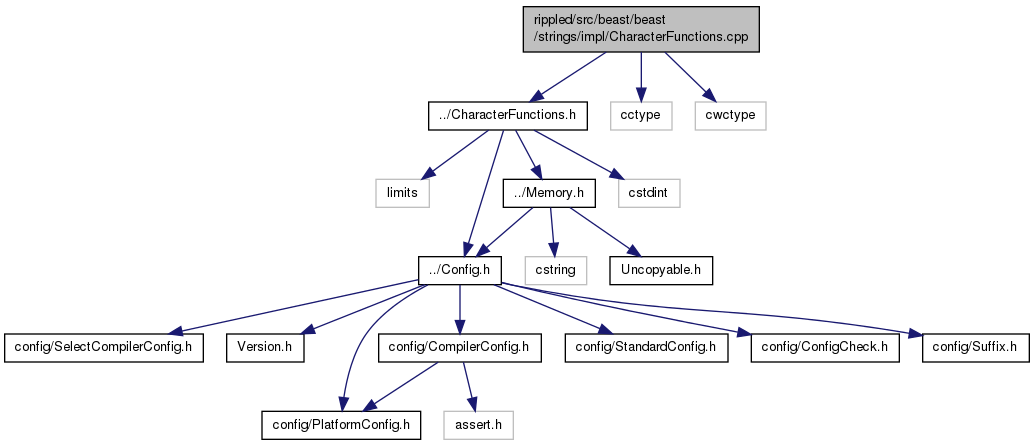 rippled/src/beast/beast
/strings/impl/CharacterFunctions.cpp
../CharacterFunctions.h
cctype
cwctype
limits
../Memory.h
cstdint
../Config.h
cstring
Uncopyable.h
config/SelectCompilerConfig.h
Version.h
config/CompilerConfig.h
config/StandardConfig.h
config/ConfigCheck.h
config/Suffix.h
config/PlatformConfig.h
assert.h